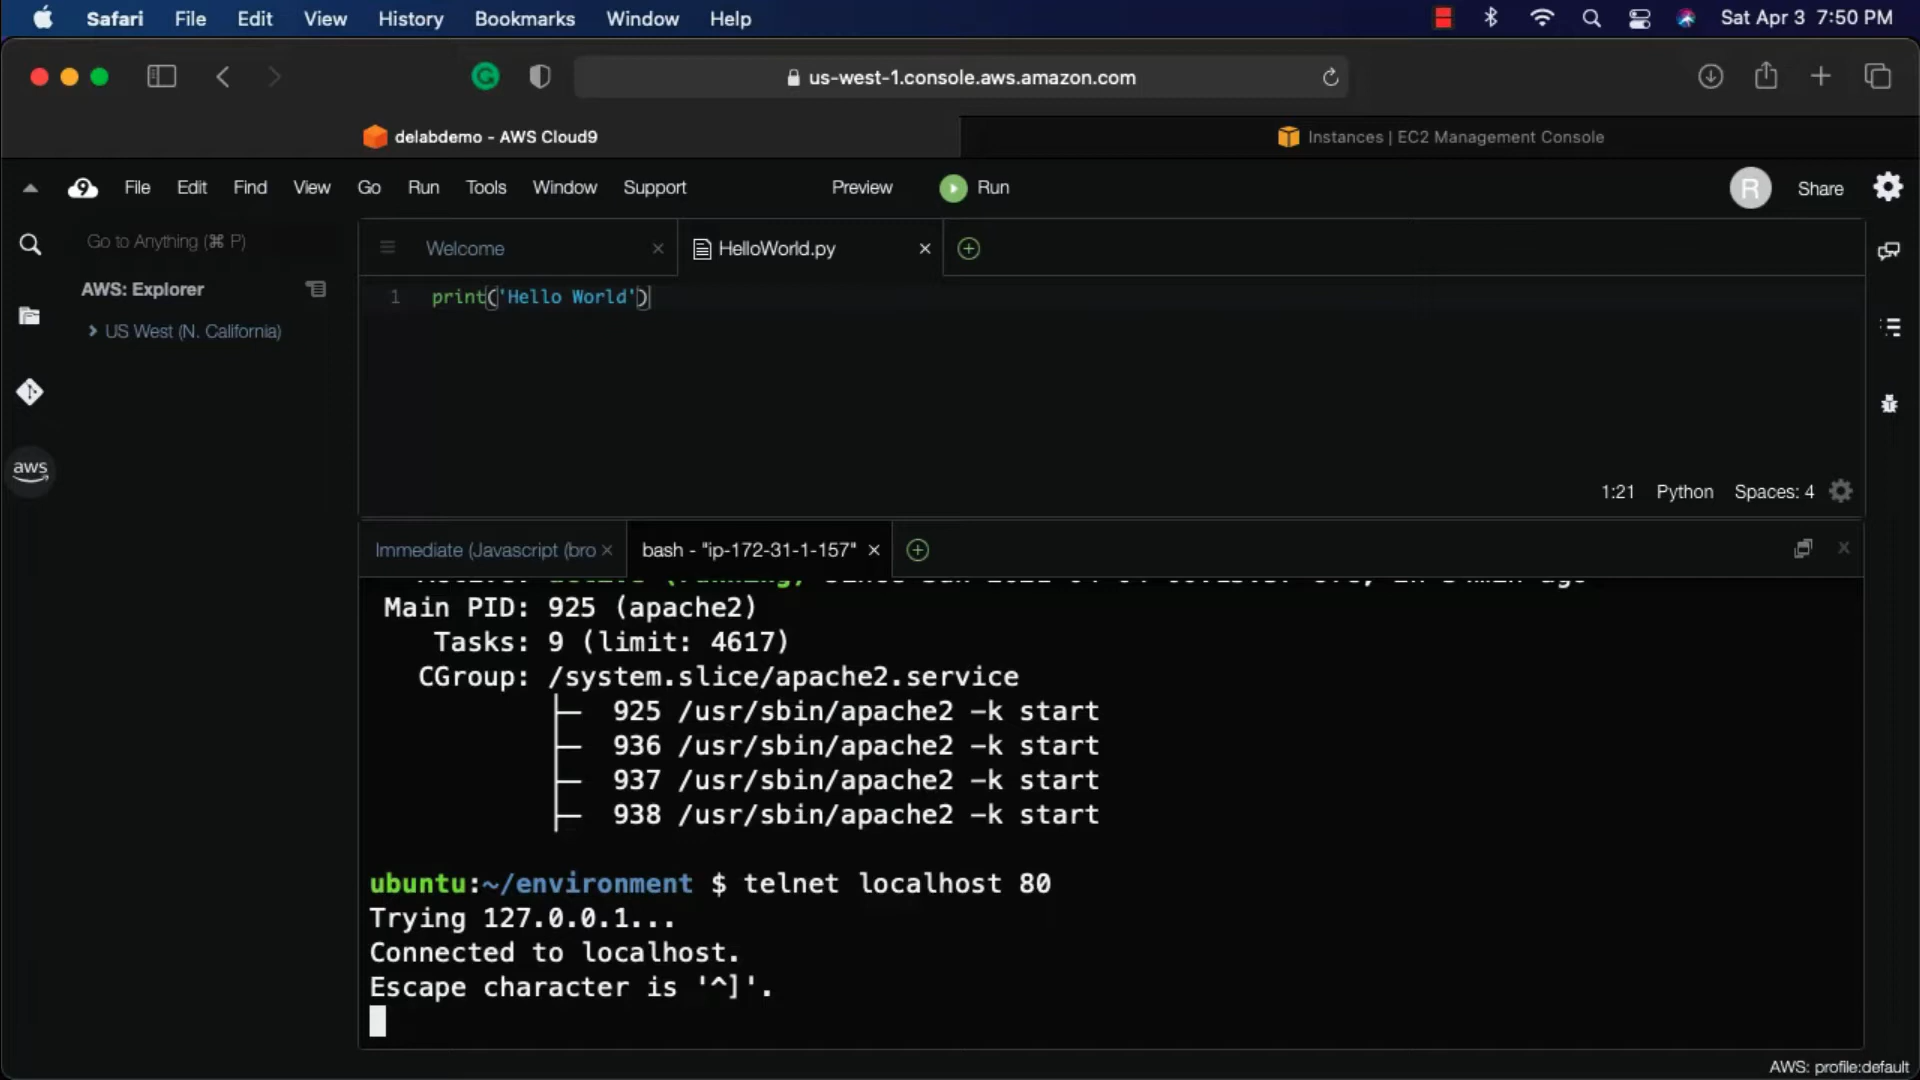 Safari File Edit View History Bookmarks Window Help Sat Apr 3 7:50 PM
us-west-1.console.aws.amazon.com
delabdemo - AWS Cloud9 Instances | EC2 Management Console
9 File Edit Find View Go Run Tools Window Support Preview Run R Share
Go to Anything (⌘ P) Welcome HelloWorld.py
AWS: Explorer
1 print('Hello World')
US West (N. California)
aws
1:21 Python Spaces: 4
Immediate (Javascript (bro bash - "ip-172-31-1-157"
Main PID: 925 (apache2)
Tasks: 9 (limit: 4617)
CGroup: /system.slice/apache2.service
925 /usr/sbin/apache2 -k start
936 /usr/sbin/apache2 -k start
937 /usr/sbin/apache2 -k start
938 /usr/sbin/apache2 -k start
ubuntu:~/environment $ telnet localhost 80
Trying 127.0.0.1...
Connected to localhost.
Escape character is '^]'.
AWS: profile:default